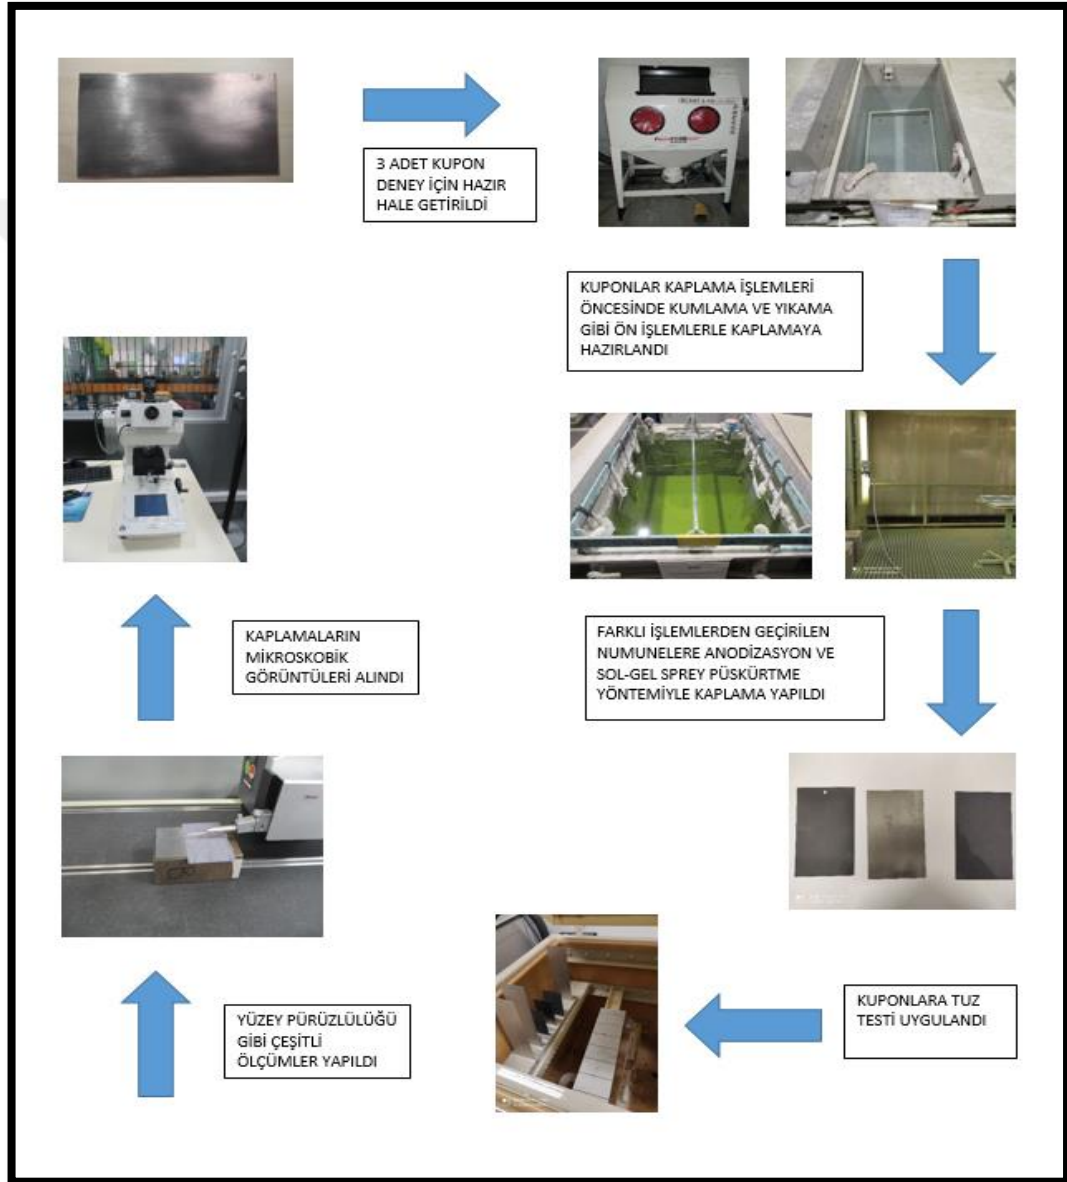 3 ADET KUPON
DENEY İÇİN HAZIR
HALE GETİRİLDİ
KUPONLAR KAPLAMA İŞLEMLERİ
ÖNCESİNDE KUMLAMA VE YIKAMA
GİBİ ÖN İŞLEMLERLE KAPLAMAYA
HAZIRLANDI
FARKLI İŞLEMLERDEN GEÇİRİLEN
NUMUNELERE ANODİZASYON VE
SOL-GEL SPREY PÜSKÜRTME
YÖNTEMİYLE KAPLAMA YAPILDI
KUPONLARA TUZ
TESTİ UYGULANDI
YÜZEY PÜRÜZLÜLÜĞÜ
GİBİ ÇEŞİTLİ
ÖLÇÜMLER YAPILDI
KAPLAMALARIN
MİKROSKOBİK
GÖRÜNTÜLERİ ALINDI